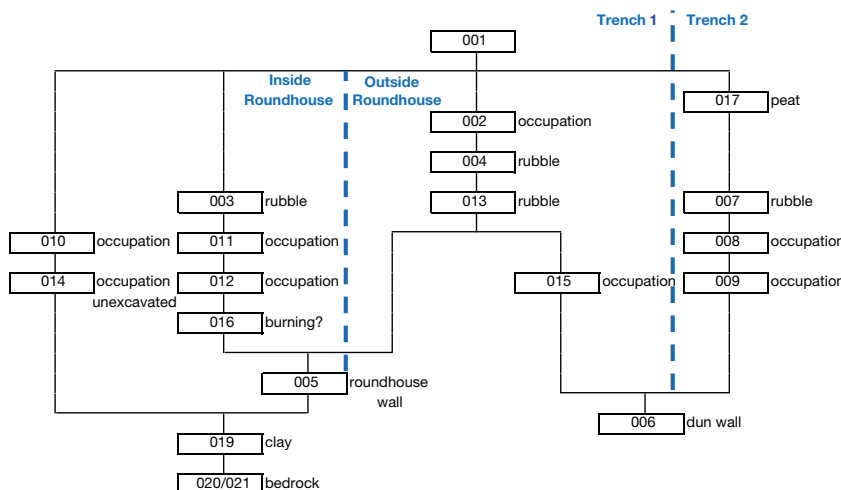 Trench 1 Trench 2
001
Inside Outside
Roundhouse Roundhouse
017 peat
002 occupation
004 rubble
003 rubble 013 rubble 007 rubble
010 occupation 011 occupation 008 occupation
014 occupation 012 occupation 015 occupation 009 occupation
unexcavated
016 burning?
005 roundhouse
wall
006 dun wall
019 clay
020/021 bedrock